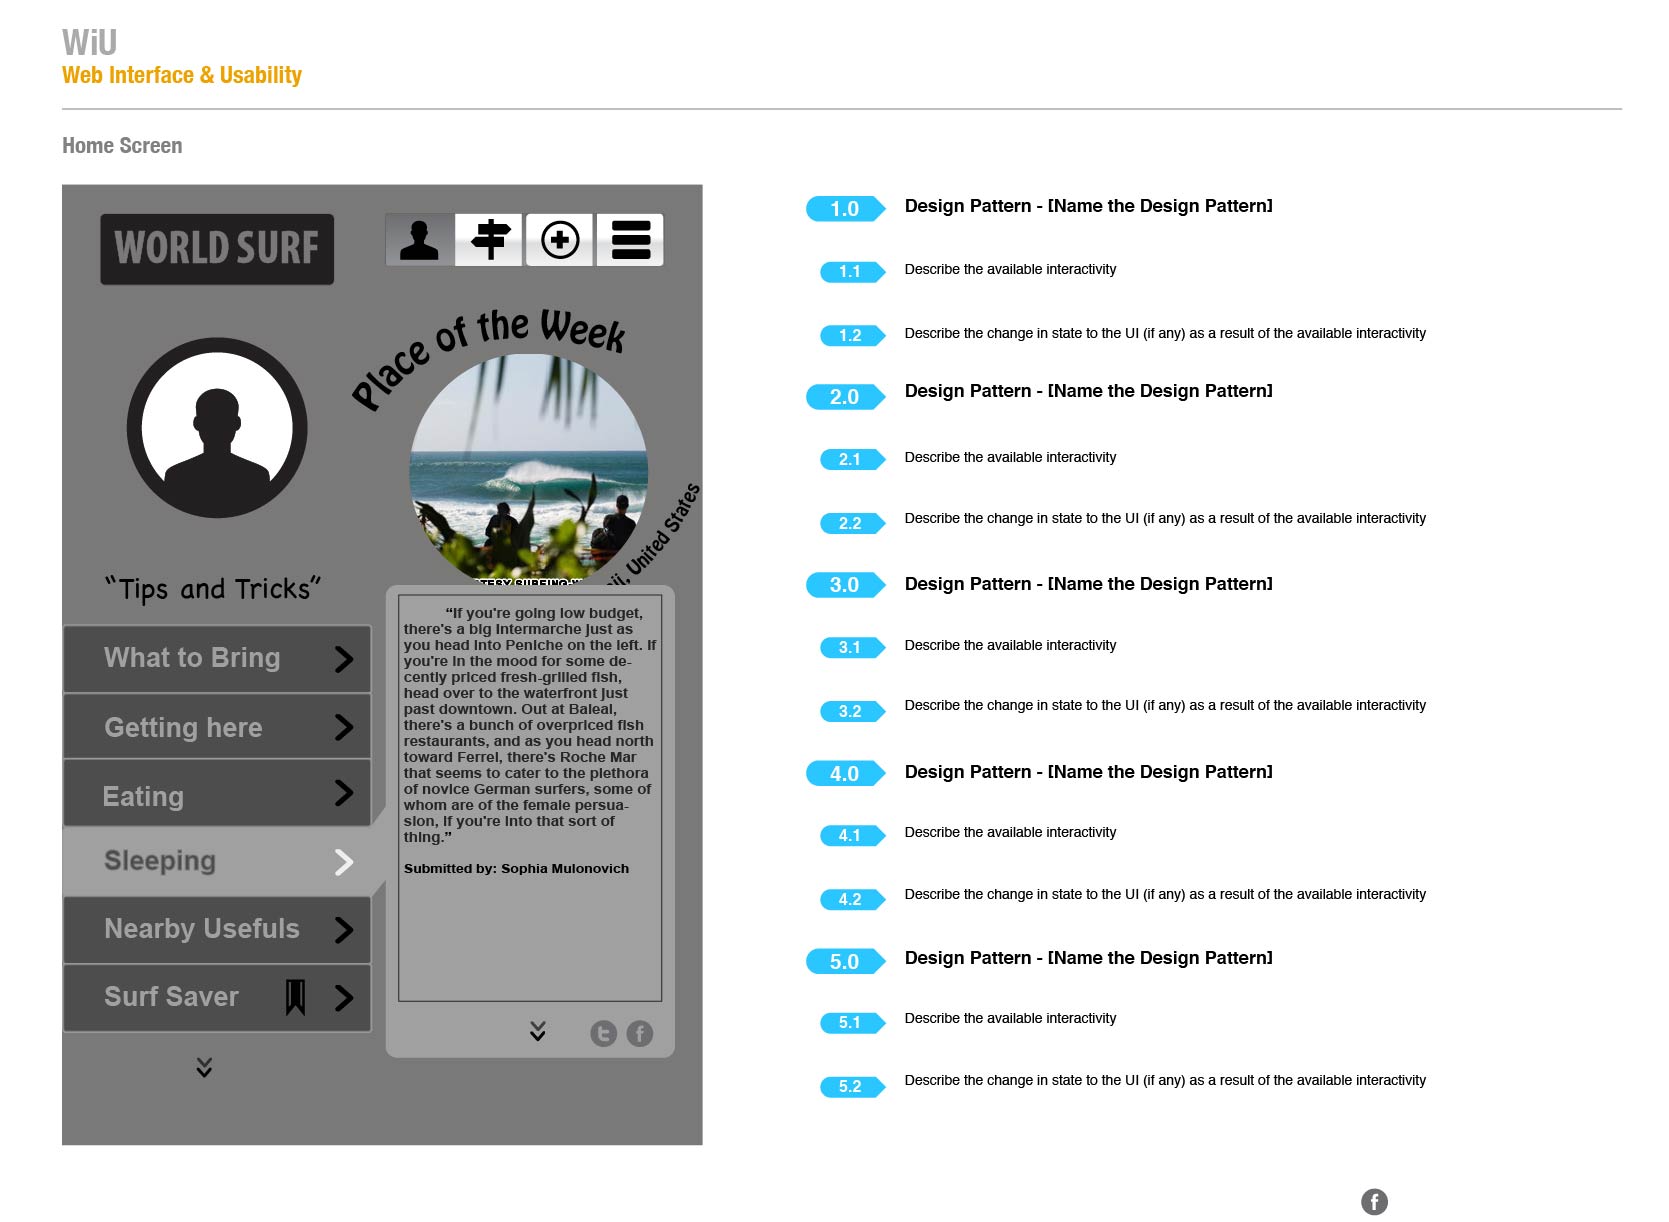 WiU
Web Interface & Usability
Home Screen
WORLD SURF
Place of the Week
United States
“Tips and Tricks”
What to Bring
Getting here
Eating
Sleeping
Nearby Usefuls
Surf Saver
“If you're going low budget,
there's a big Intermarche just as
you head into Peniche on the left. If
you're in the mood for some de-
cently priced fresh-grilled fish,
head over to the waterfront just
past downtown. Out at Baleal,
there's a bunch of overpriced fish
restaurants, and as you head north
toward Ferrel, there's Roche Mar
that seems to cater to the plethora
of novice German surfers, some of
whom are of the female persua-
sion, if you're into that sort of
thing.”
Submitted by: Sophia Mulonovich
1.0 Design Pattern - [Name the Design Pattern]
1.1 Describe the available interactivity
1.2 Describe the change in state to the UI (if any) as a result of the available interactivity
2.0 Design Pattern - [Name the Design Pattern]
2.1 Describe the available interactivity
2.2 Describe the change in state to the UI (if any) as a result of the available interactivity
3.0 Design Pattern - [Name the Design Pattern]
3.1 Describe the available interactivity
3.2 Describe the change in state to the UI (if any) as a result of the available interactivity
4.0 Design Pattern - [Name the Design Pattern]
4.1 Describe the available interactivity
4.2 Describe the change in state to the UI (if any) as a result of the available interactivity
5.0 Design Pattern - [Name the Design Pattern]
5.1 Describe the available interactivity
5.2 Describe the change in state to the UI (if any) as a result of the available interactivity